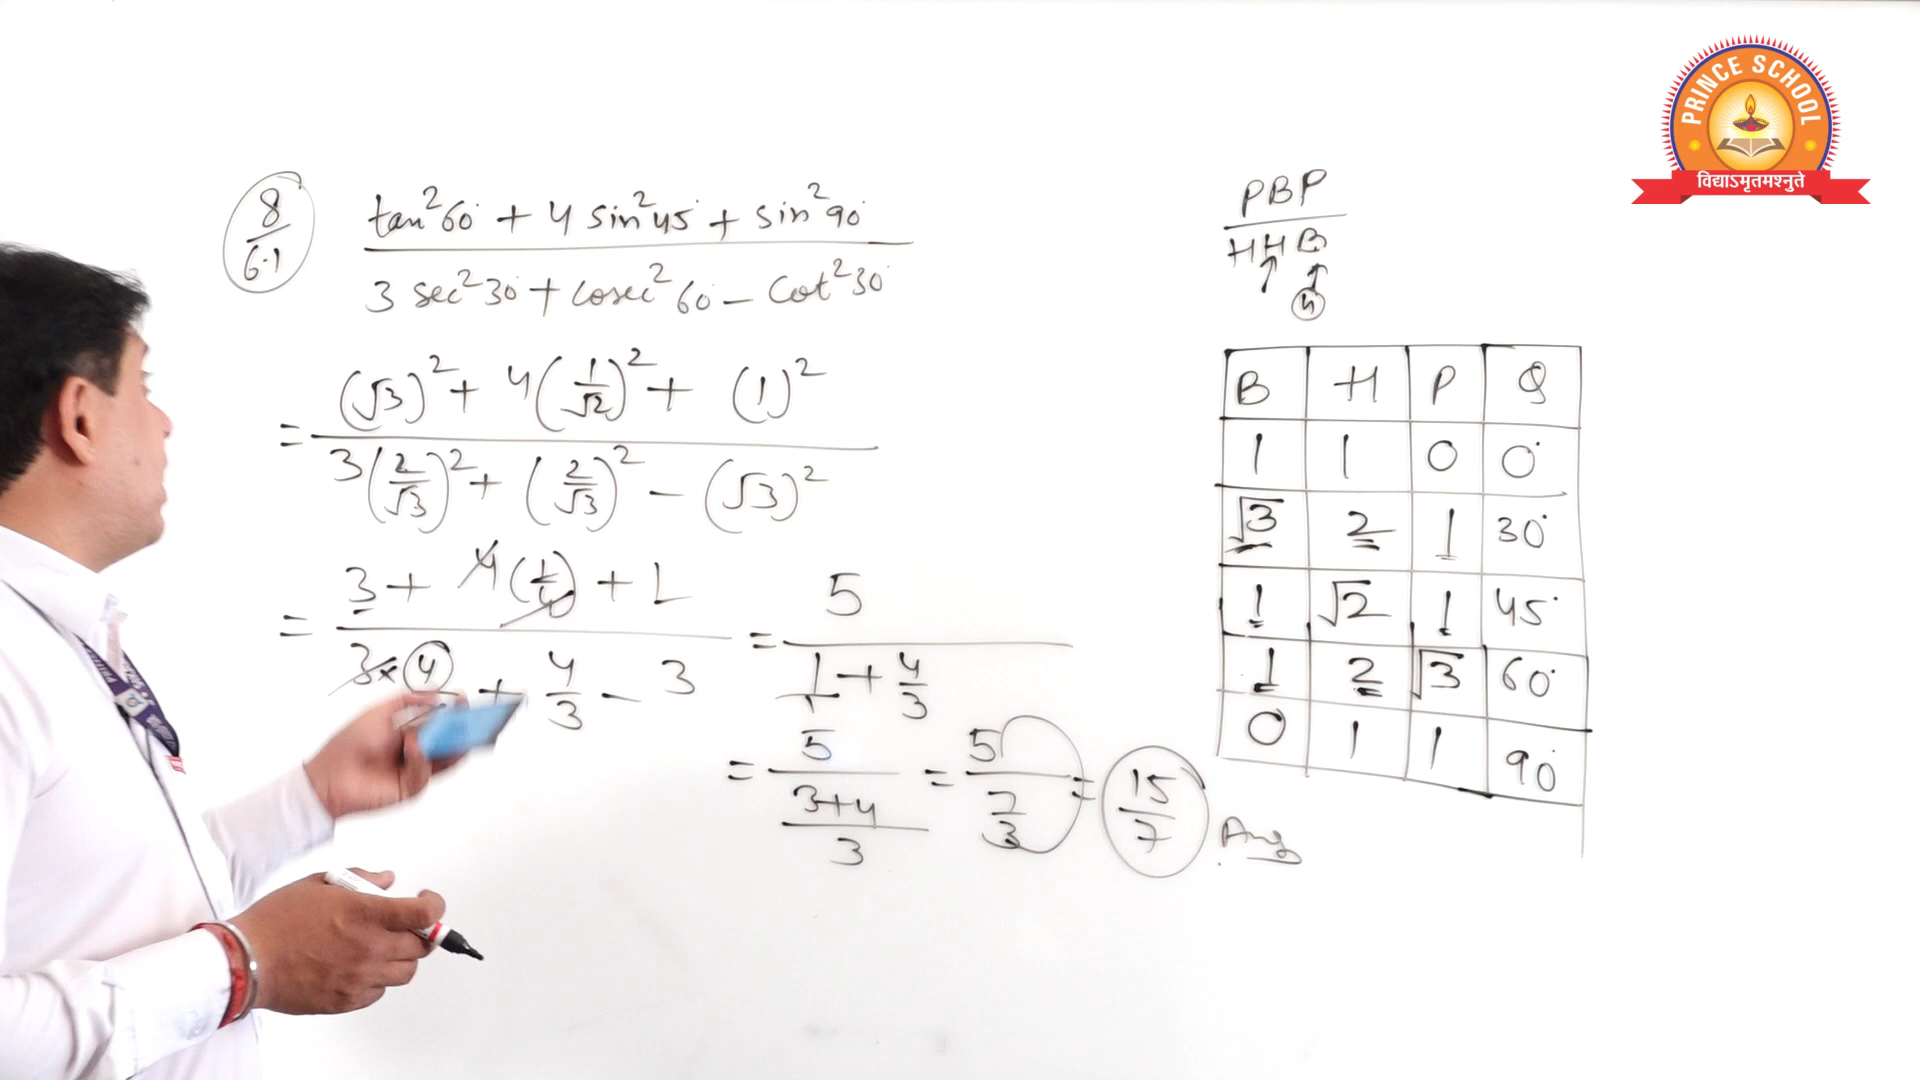 PRINCE SCHOOL
विद्याऽमृतमश्नुते
8/6.1
tan²60° + 4 sin²45° + sin²90°
3 sec²30° + cosec²60° – cot²30°
= (√3)² + 4(1/√2)² + (1)²
3(2/√3)² + (2/√3)² – (√3)²
= 3 + 4( ) + 1
3×4 + 4/3 – 3
= 5
1 + 4/3
= 5 / (3+4)/3 = 5 / 7/3 = 15/7 Ans
PBP
HHB
4
B H P Q
1 1 0 0°
√3 2 1 30°
1 √2 1 45°
1 2 √3 60°
0 1 1 90°